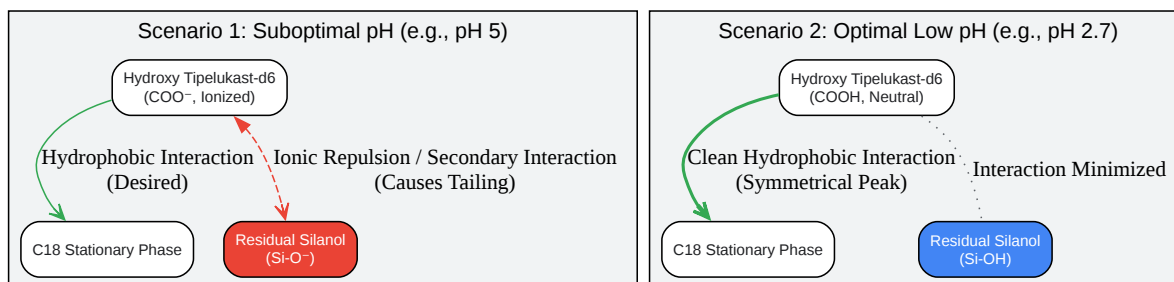 Scenario 1: Suboptimal pH (e.g., pH 5)
Hydroxy Tipelukast-d6
(COO⁻, Ionized)
Hydrophobic Interaction
(Desired)
Ionic Repulsion / Secondary Interaction
(Causes Tailing)
C18 Stationary Phase
Residual Silanol
(Si-O⁻)
Scenario 2: Optimal Low pH (e.g., pH 2.7)
Hydroxy Tipelukast-d6
(COOH, Neutral)
Clean Hydrophobic Interaction
(Symmetrical Peak)
Interaction Minimized
C18 Stationary Phase
Residual Silanol
(Si-OH)